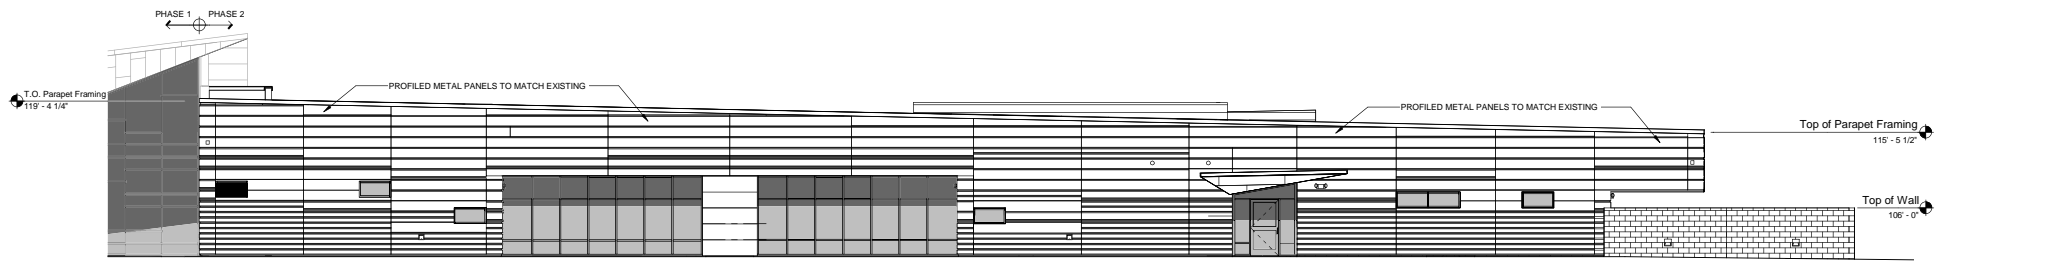 PHASE 1 PHASE 2
T.O. Parapet Framing
119' - 4 1/4"
PROFILED METAL PANELS TO MATCH EXISTING
PROFILED METAL PANELS TO MATCH EXISTING
Top of Parapet Framing
115' - 5 1/2"
Top of Wall
106' - 0"